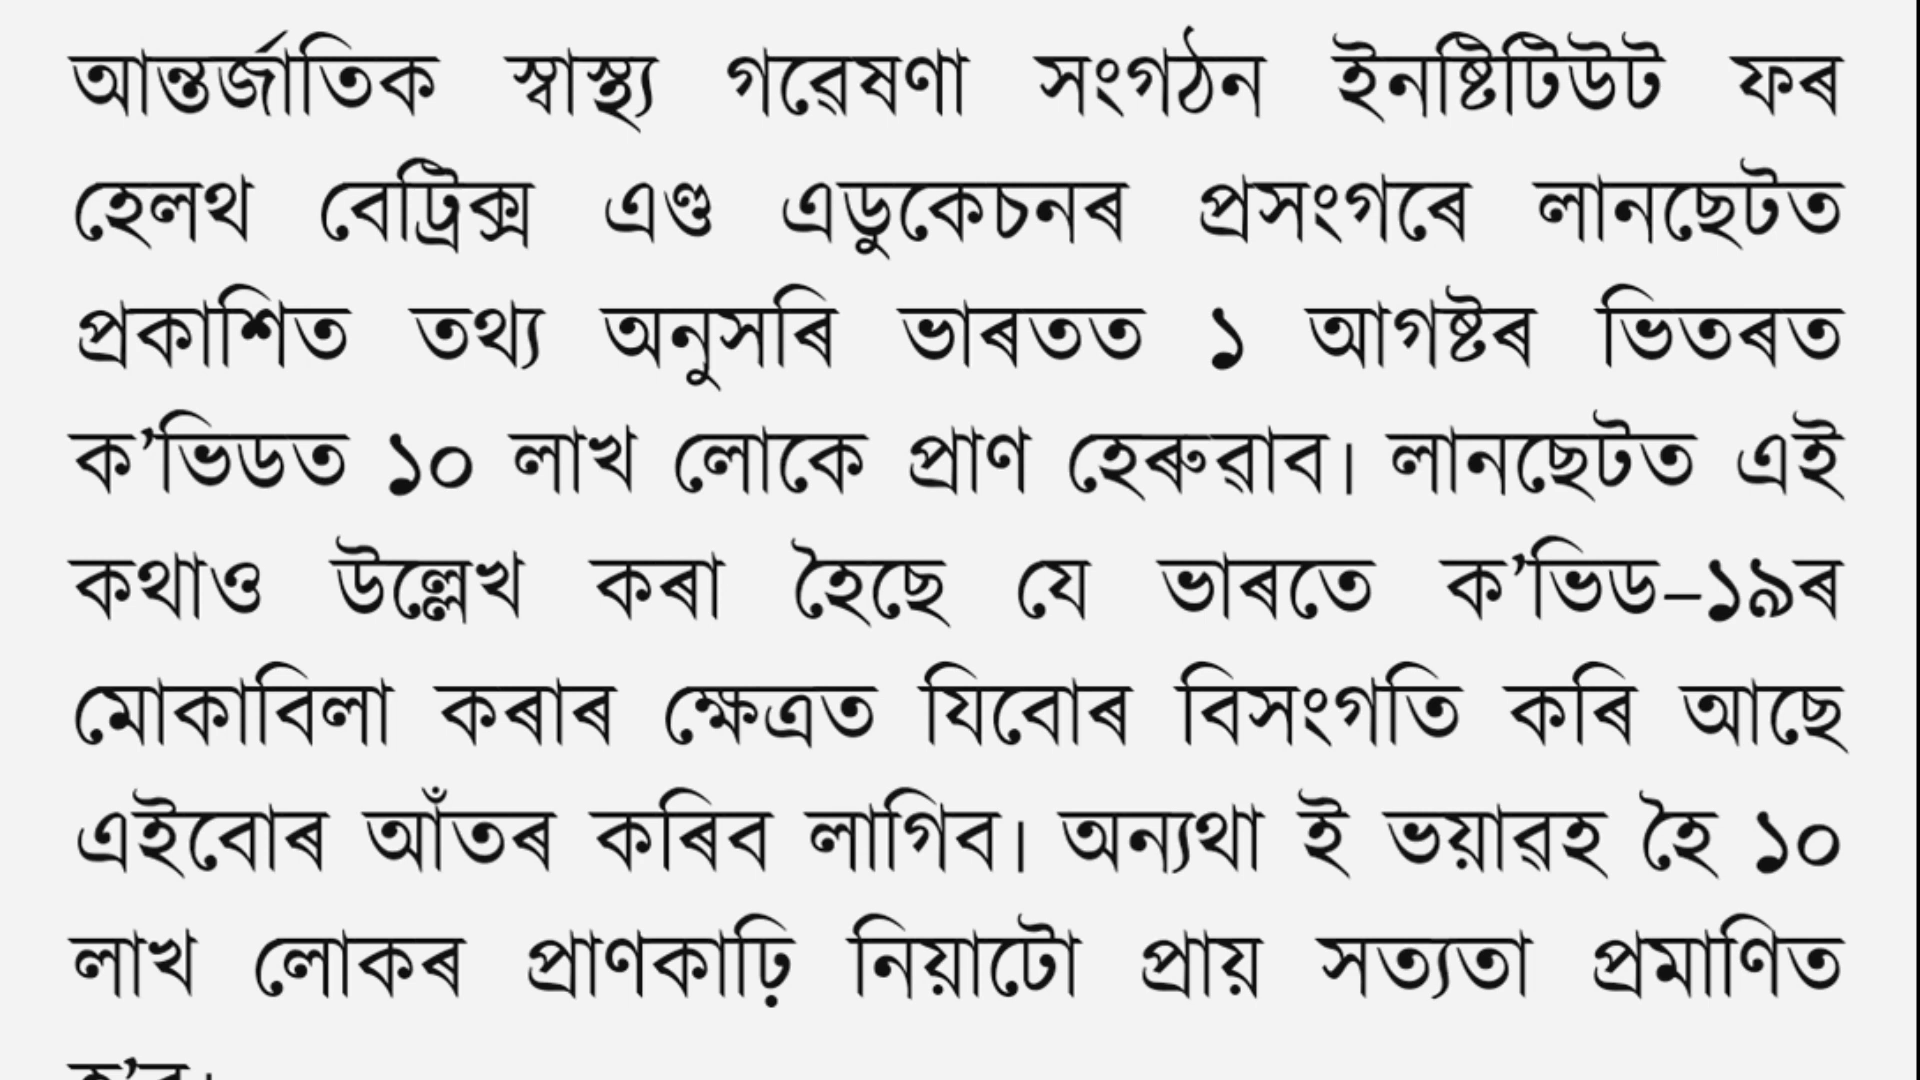 আন্তৰ্জাতিক স্বাস্থ্য গৱেষণা সংগঠন ইনষ্টিটিউট ফৰ
হেলথ বেট্ৰিক্স এণ্ড এডুকেচনৰ প্ৰসংগৰে লানছেটত
প্ৰকাশিত তথ্য অনুসৰি ভাৰতত ১ আগষ্টৰ ভিতৰত
ক’ভিডত ১০ লাখ লোকে প্ৰাণ হেৰুৱাব। লানছেটত এই
কথাও উল্লেখ কৰা হৈছে যে ভাৰতে ক’ভিড–১৯ৰ
মোকাবিলা কৰাৰ ক্ষেত্ৰত যিবোৰ বিসংগতি কৰি আছে
এইবোৰ আঁতৰ কৰিব লাগিব। অন্যথা ই ভয়াৱহ হৈ ১০
লাখ লোকৰ প্ৰাণকাঢ়ি নিয়াটো প্ৰায় সত্যতা প্ৰমাণিত